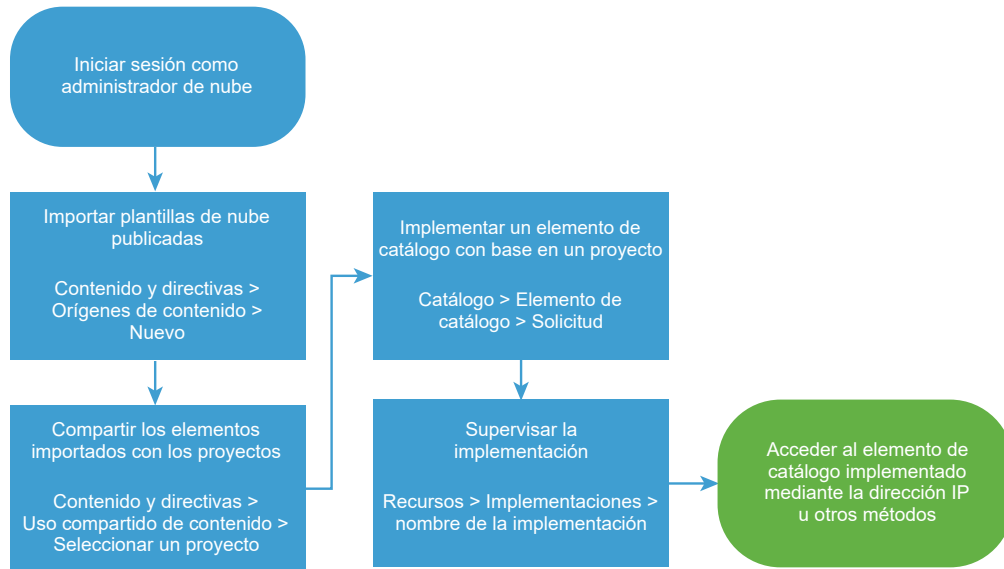 Iniciar sesión como
administrador de nube
Importar plantillas de nube
publicadas
Contenido y directivas >
Orígenes de contenido >
Nuevo
Compartir los elementos
importados con los proyectos
Contenido y directivas >
Uso compartido de contenido >
Seleccionar un proyecto
Implementar un elemento de
catálogo con base en un proyecto
Catálogo > Elemento de
catálogo > Solicitud
Supervisar la
implementación
Recursos > Implementaciones >
nombre de la implementación
Acceder al elemento de
catálogo implementado
mediante la dirección IP
u otros métodos